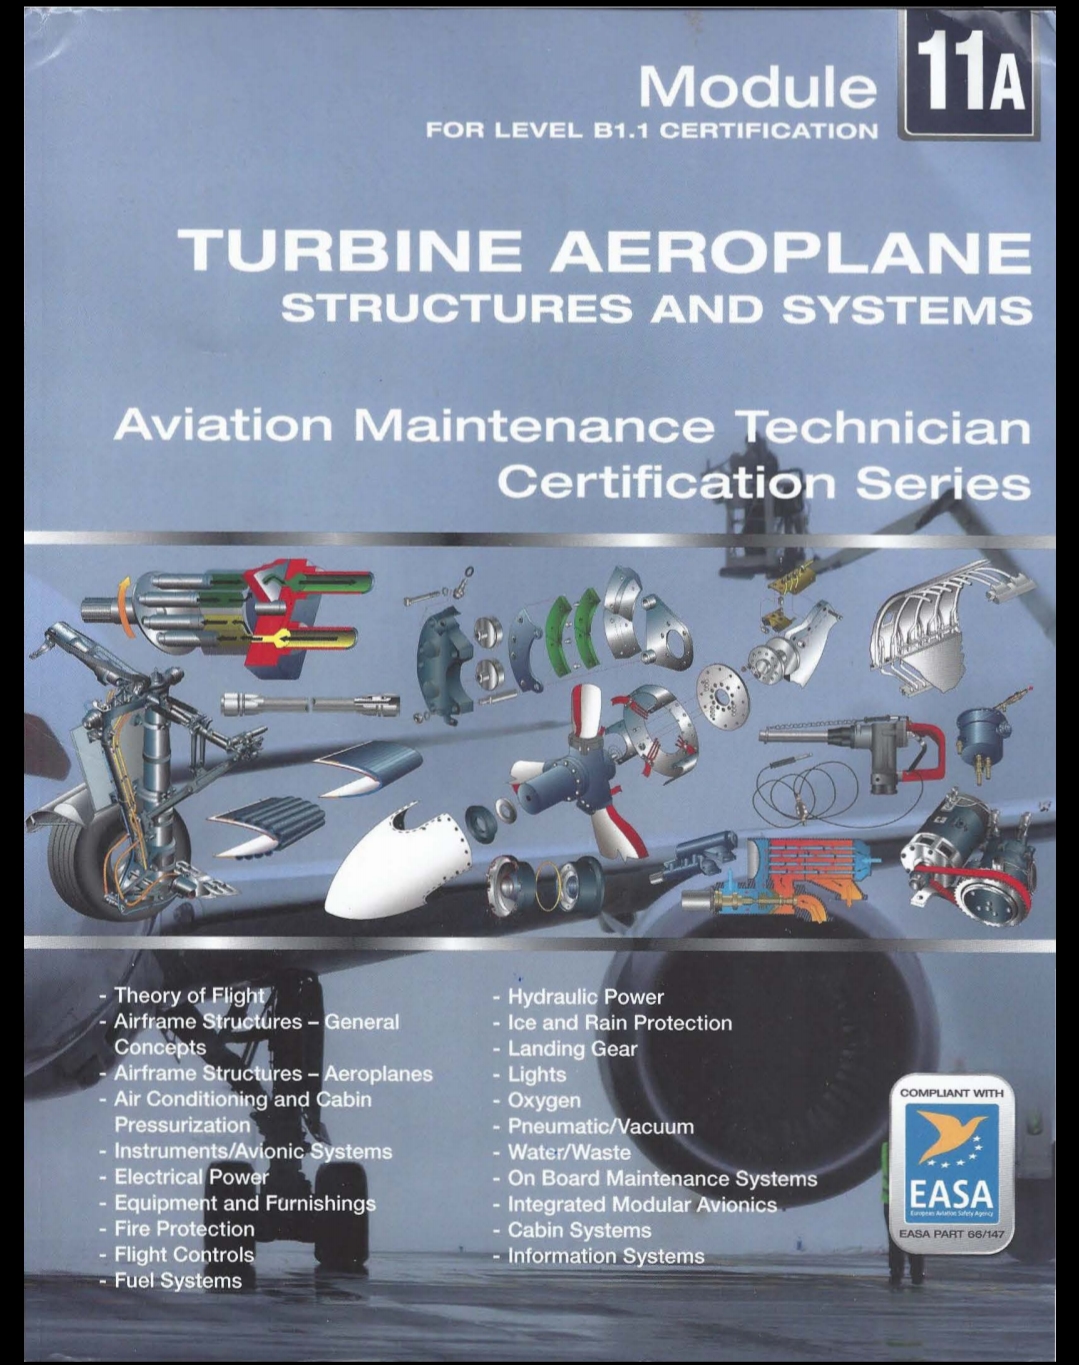 Module
11A
FOR LEVEL B1.1 CERTIFICATION
TURBINE AEROPLANE
STRUCTURES AND SYSTEMS
Aviation Maintenance Technician
Certification Series
- Theory of Flight
- Airframe Structures – General
Concepts
- Airframe Structures – Aeroplanes
- Air Conditioning and Cabin
Pressurization
- Instruments/Avionic Systems
- Electrical Power
- Equipment and Furnishings
- Fire Protection
- Flight Controls
- Fuel Systems
- Hydraulic Power
- Ice and Rain Protection
- Landing Gear
- Lights
- Oxygen
- Pneumatic/Vacuum
- Water/Waste
- On Board Maintenance Systems
- Integrated Modular Avionics
- Cabin Systems
- Information Systems
COMPLIANT WITH
EASA
European Aviation Safety Agency
EASA PART 66/147